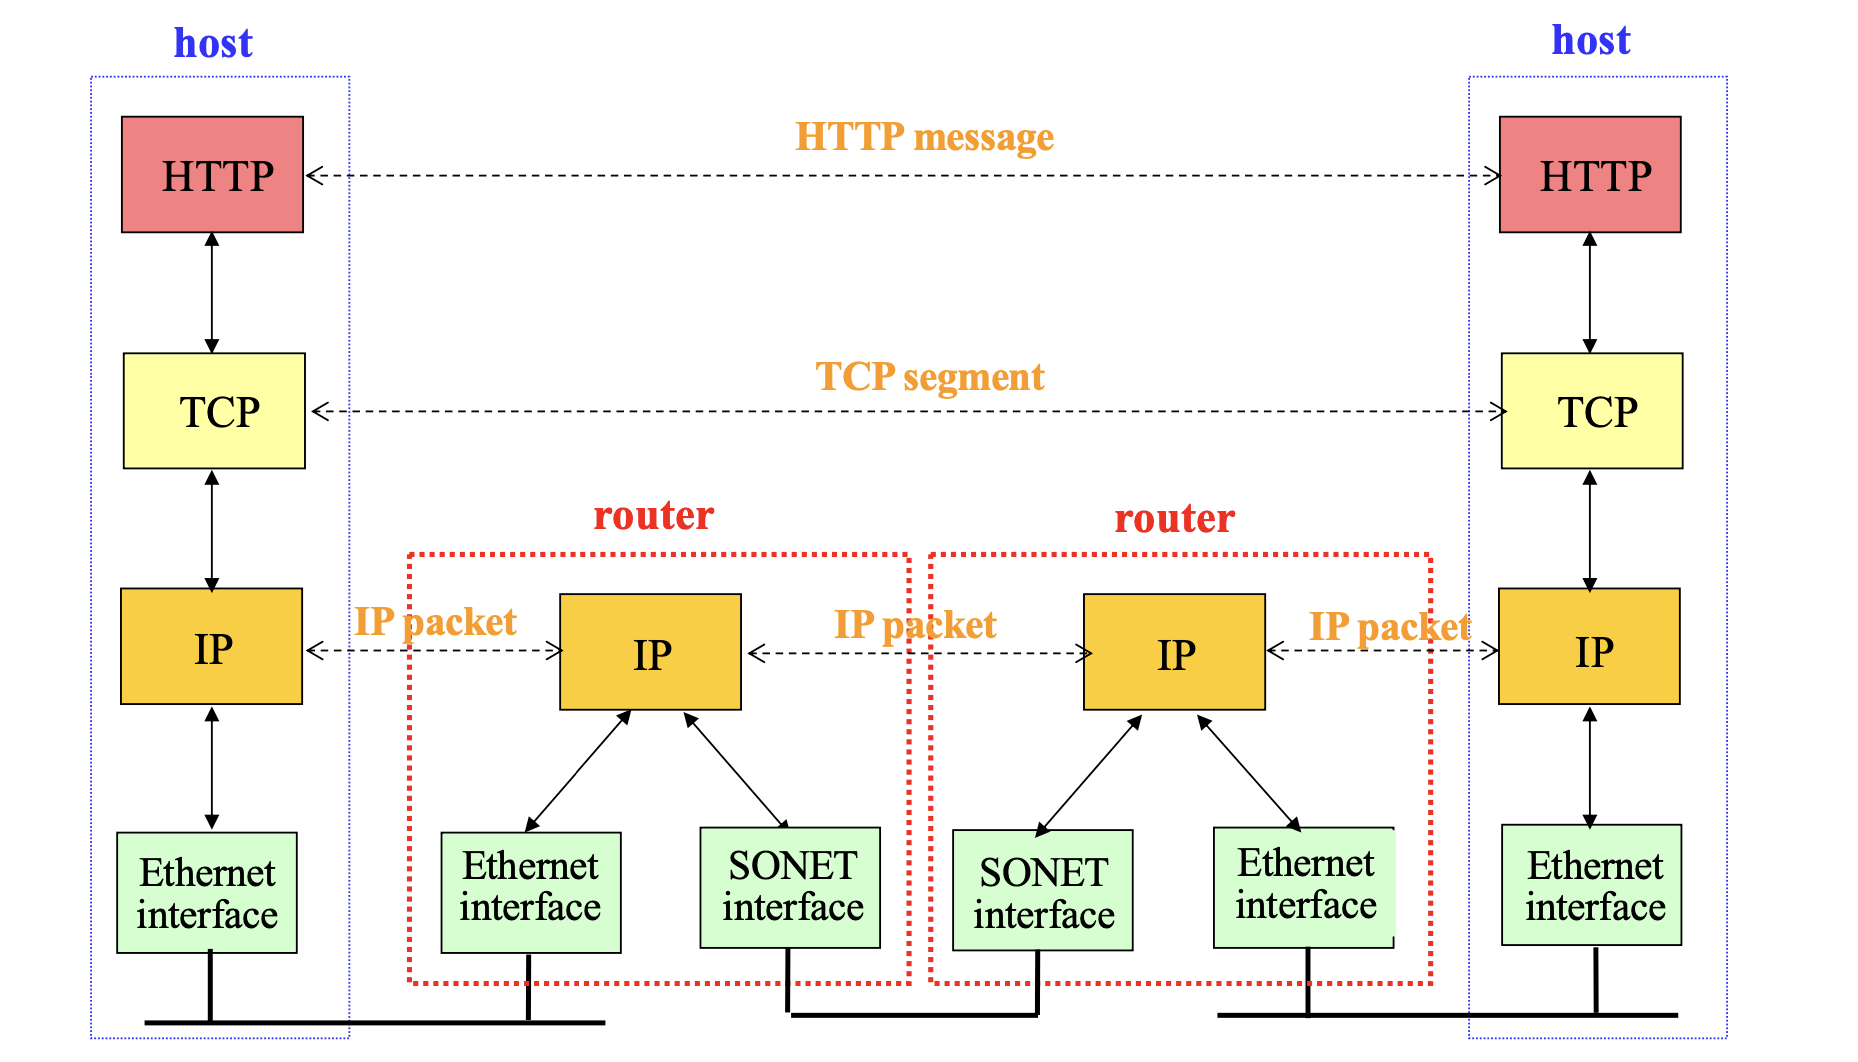 host
host
HTTP message
HTTP
HTTP
TCP segment
TCP
TCP
router
router
IP packet
IP packet
IP packet
IP
IP
IP
IP
Ethernet
interface
Ethernet
interface
SONET
interface
SONET
interface
Ethernet
interface
Ethernet
interface